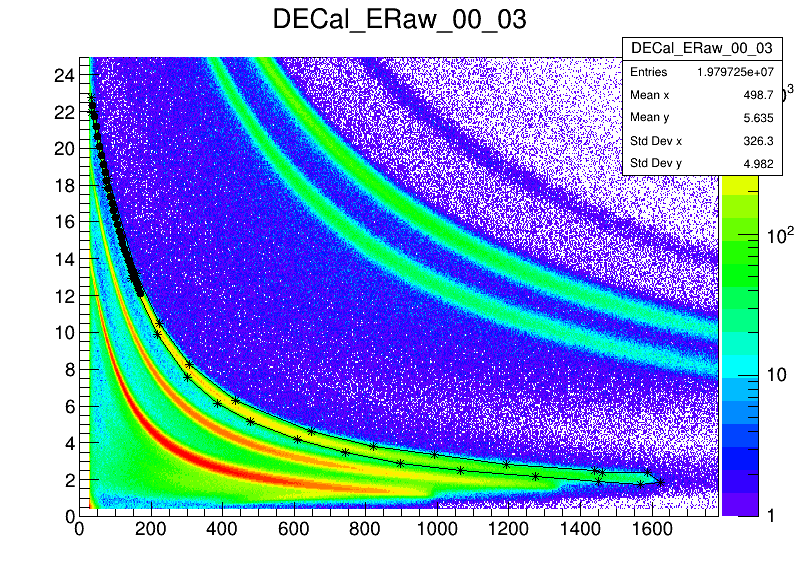 DECal_ERaw_00_03
DECal_ERaw_00_03
Entries 1.979725e+07
Mean x 498.7
Mean y 5.635
Std Dev x 326.3
Std Dev y 4.982
24
22
20
18
16
14
12
10
8
6
4
2
0
0 200 400 600 800 1000 1200 1400 1600
10²
10
1